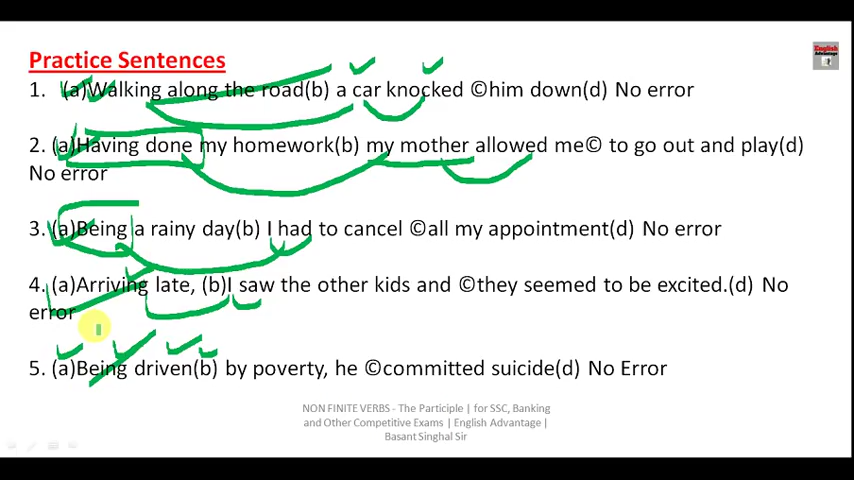 English
Advantage
Practice Sentences
1. (a)Walking along the road(b) a car knocked ©him down(d) No error
2. (a)Having done my homework(b) my mother allowed me© to go out and play(d)
No error
3. (a)Being a rainy day(b) I had to cancel ©all my appointment(d) No error
4. (a)Arriving late, (b)I saw the other kids and ©they seemed to be excited.(d) No
error
5. (a)Being driven(b) by poverty, he ©committed suicide(d) No Error
NON FINITE VERBS - The Participle | for SSC, Banking
and Other Competitive Exams | English Advantage |
Basant Singhal Sir